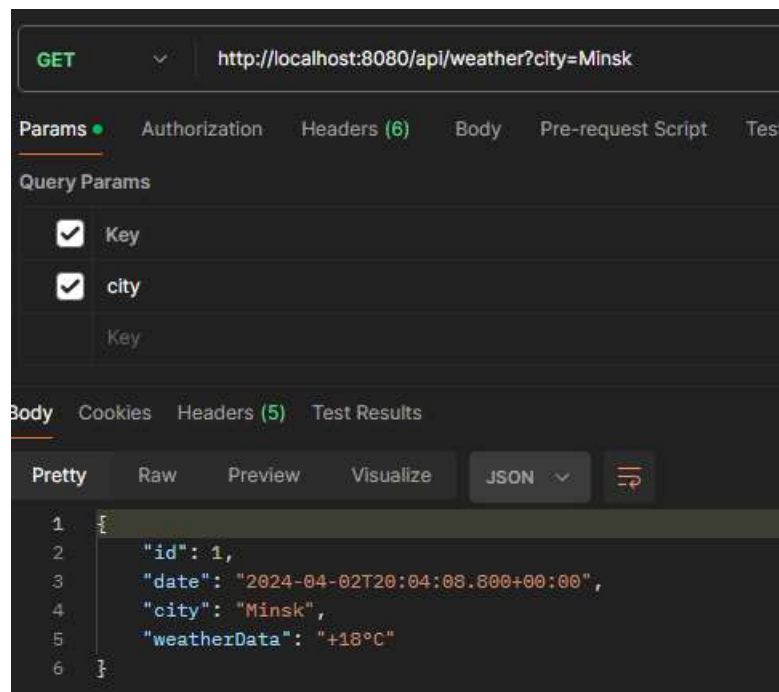 GET http://localhost:8080/api/weather?city=Minsk
Params Authorization Headers (6) Body Pre-request Script Tes
Query Params
Key
city
Key
Body Cookies Headers (5) Test Results
Pretty Raw Preview Visualize JSON
1 {
2 "id": 1,
3 "date": "2024-04-02T20:04:08.800+00:00",
4 "city": "Minsk",
5 "weatherData": "+18°C"
6 }